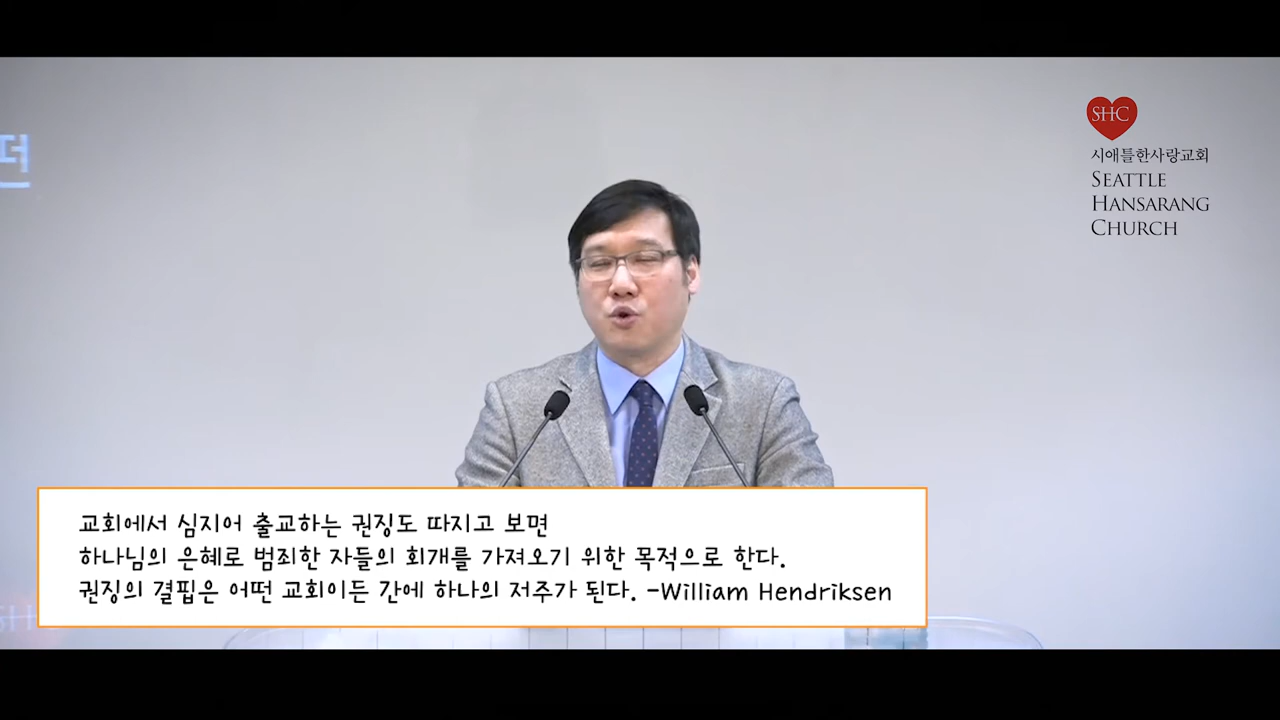 떤
SHC
시애틀한사랑교회
SEATTLE
HANSARANG
CHURCH
교회에서 심지어 출교하는 권징도 따지고 보면
하나님의 은혜로 범죄한 자들의 회개를 가져오기 위한 목적으로 한다.
권징의 결핍은 어떤 교회이든 간에 하나의 저주가 된다. -William Hendriksen
SHC